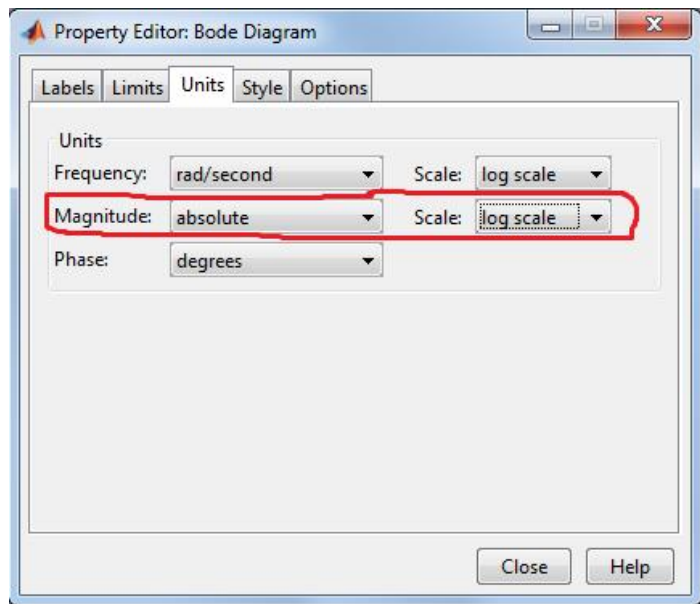 Property Editor: Bode Diagram
Labels Limits Units Style Options
Units
Frequency: rad/second Scale: log scale
Magnitude: absolute Scale: log scale
Phase: degrees
Close Help